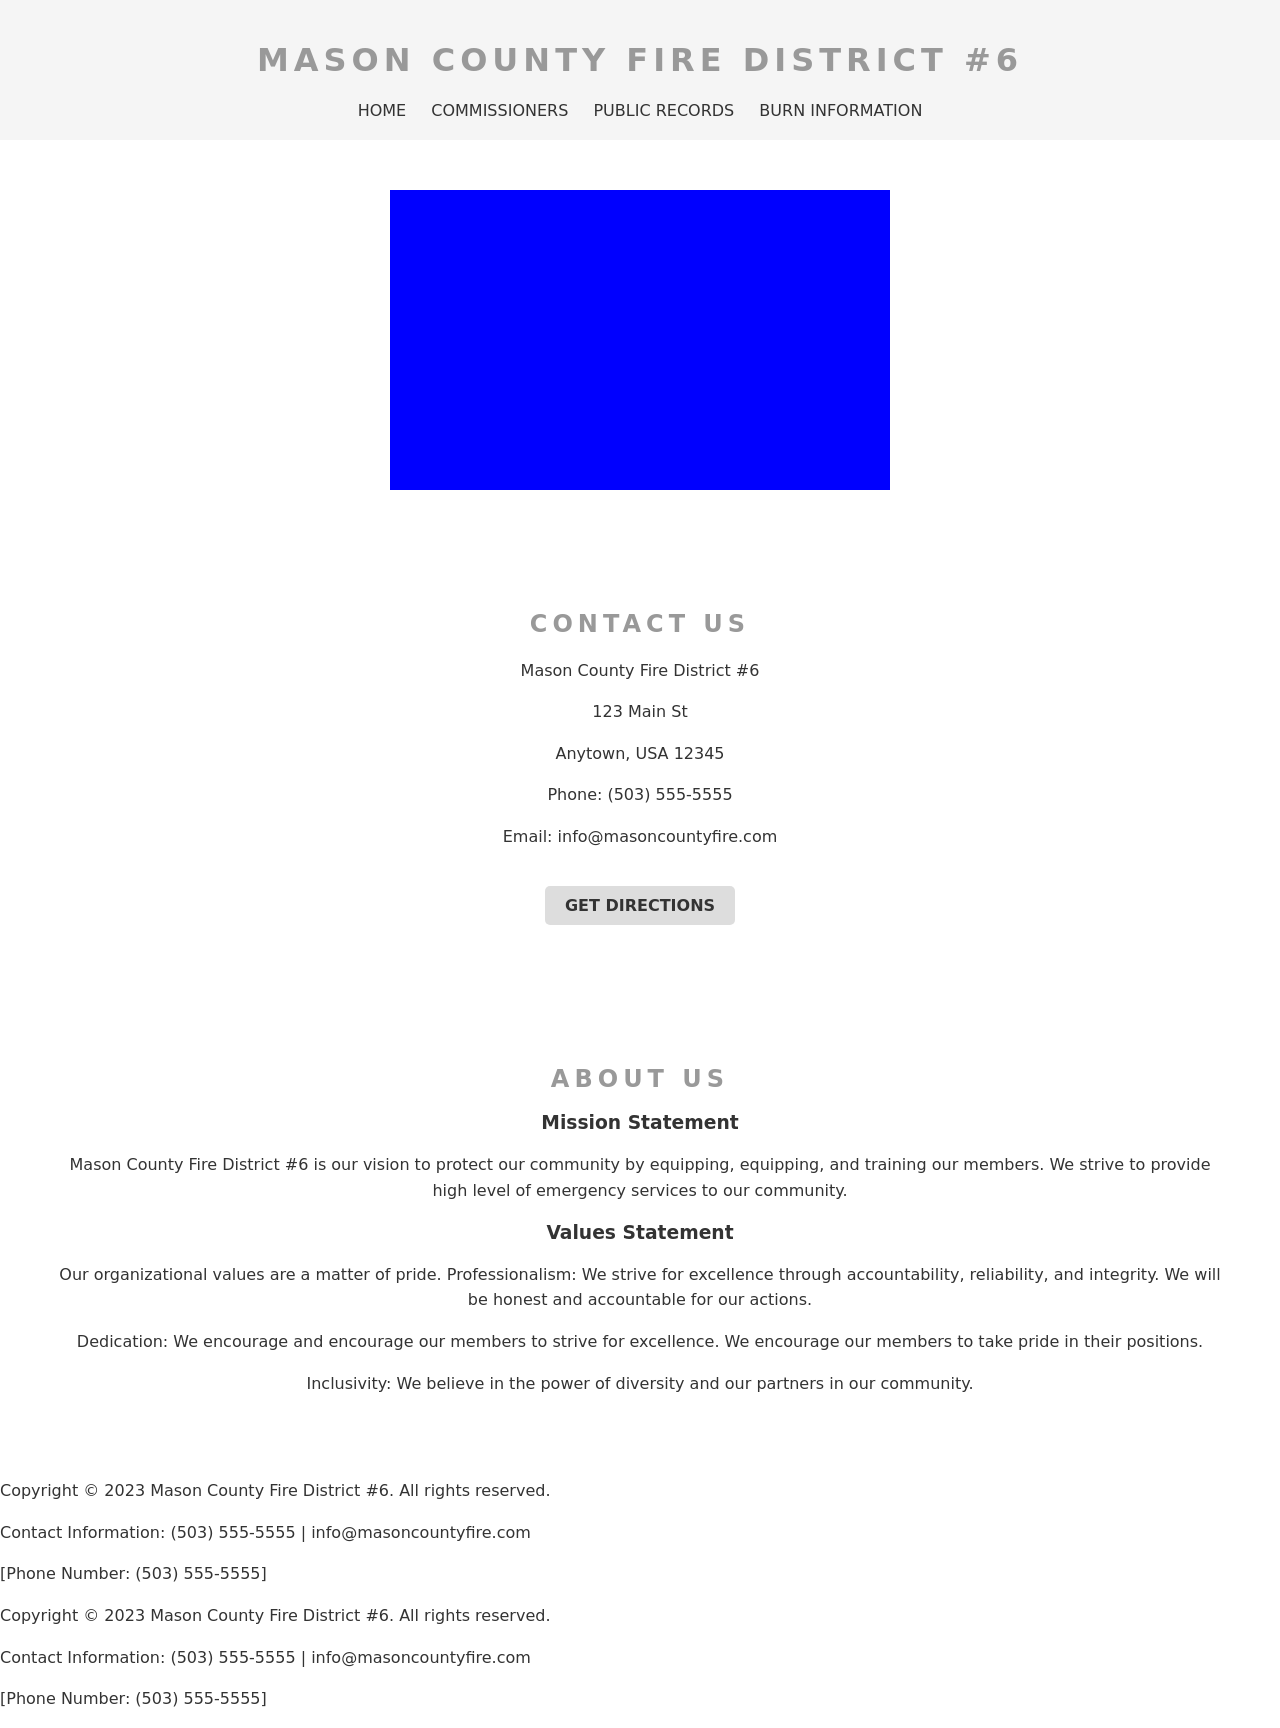 MASON COUNTY FIRE DISTRICT #6
HOME COMMISSIONERS PUBLIC RECORDS BURN INFORMATION
CONTACT US
Mason County Fire District #6
123 Main St
Anytown, USA 12345
Phone: (503) 555-5555
Email: info@masoncountyfire.com
GET DIRECTIONS
ABOUT US
Mission Statement
Mason County Fire District #6 is our vision to protect our community by equipping, equipping, and training our members. We strive to provide
high level of emergency services to our community.
Values Statement
Our organizational values are a matter of pride. Professionalism: We strive for excellence through accountability, reliability, and integrity. We will
be honest and accountable for our actions.
Dedication: We encourage and encourage our members to strive for excellence. We encourage our members to take pride in their positions.
Inclusivity: We believe in the power of diversity and our partners in our community.
Copyright © 2023 Mason County Fire District #6. All rights reserved.
Contact Information: (503) 555-5555 | info@masoncountyfire.com
[Phone Number: (503) 555-5555]
Copyright © 2023 Mason County Fire District #6. All rights reserved.
Contact Information: (503) 555-5555 | info@masoncountyfire.com
[Phone Number: (503) 555-5555]